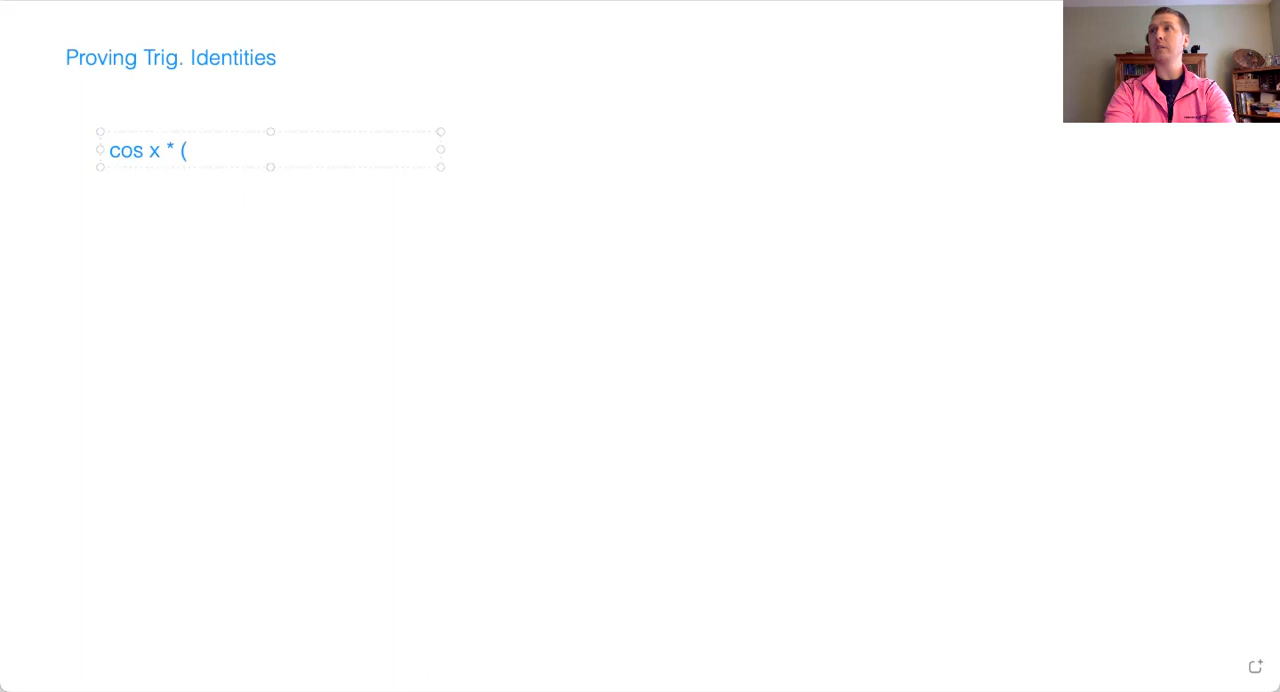 Proving Trig. Identities
cos x * (